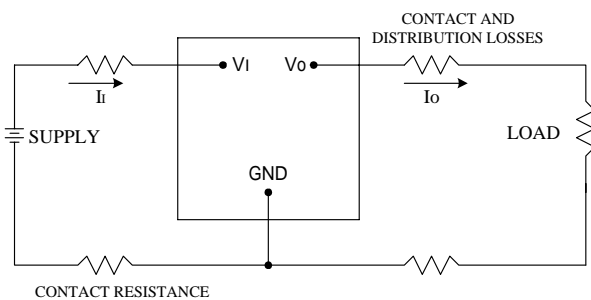 CONTACT AND
DISTRIBUTION LOSSES
VI
VO
II
IO
SUPPLY
LOAD
GND
CONTACT RESISTANCE